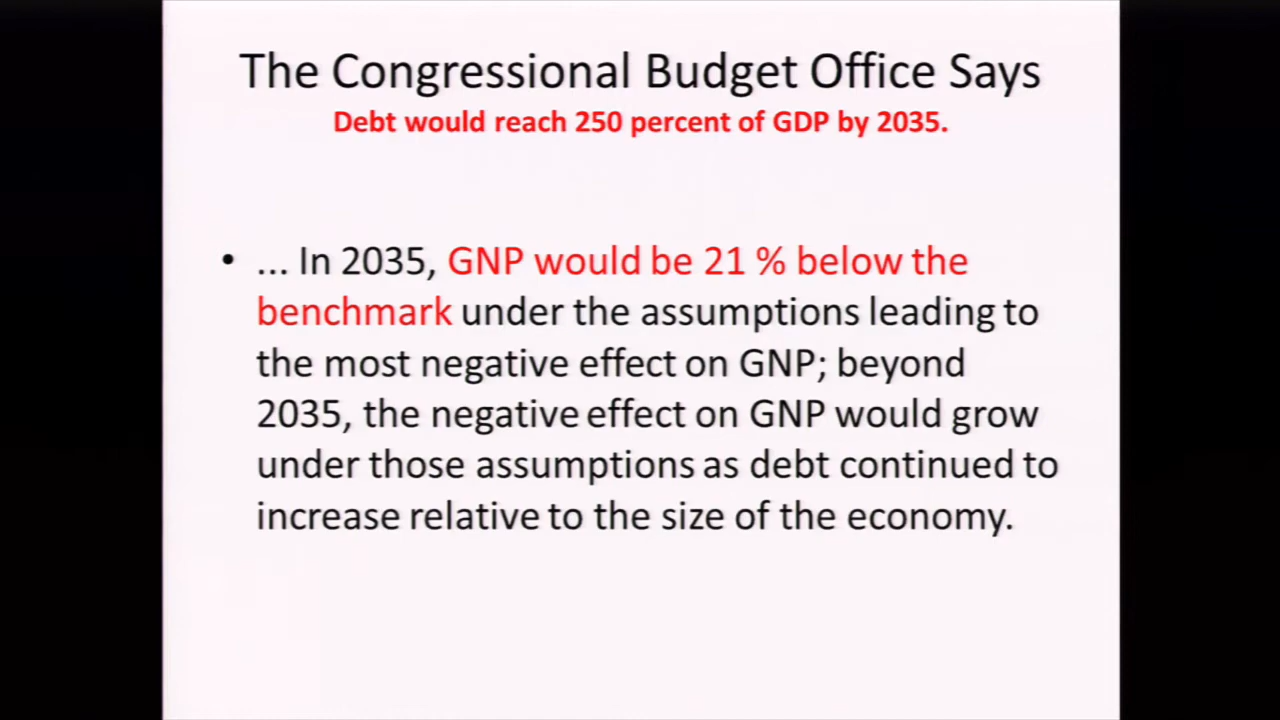 The Congressional Budget Office Says
Debt would reach 250 percent of GDP by 2035.
• ... In 2035, GNP would be 21 % below the
benchmark under the assumptions leading to
the most negative effect on GNP; beyond
2035, the negative effect on GNP would grow
under those assumptions as debt continued to
increase relative to the size of the economy.